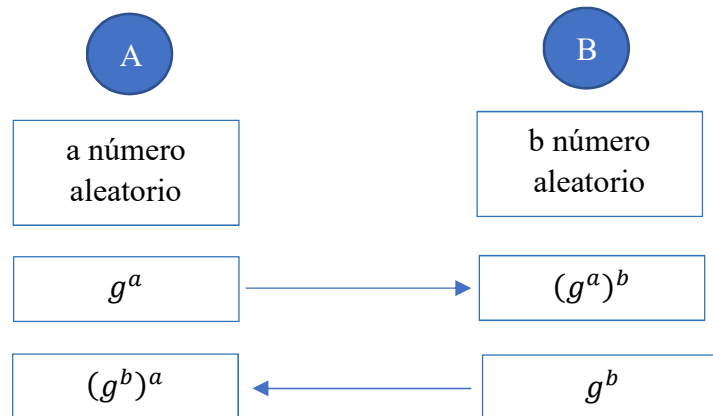 A
B
a número
aleatorio
b número
aleatorio
g^a
(g^a)^b
(g^b)^a
g^b